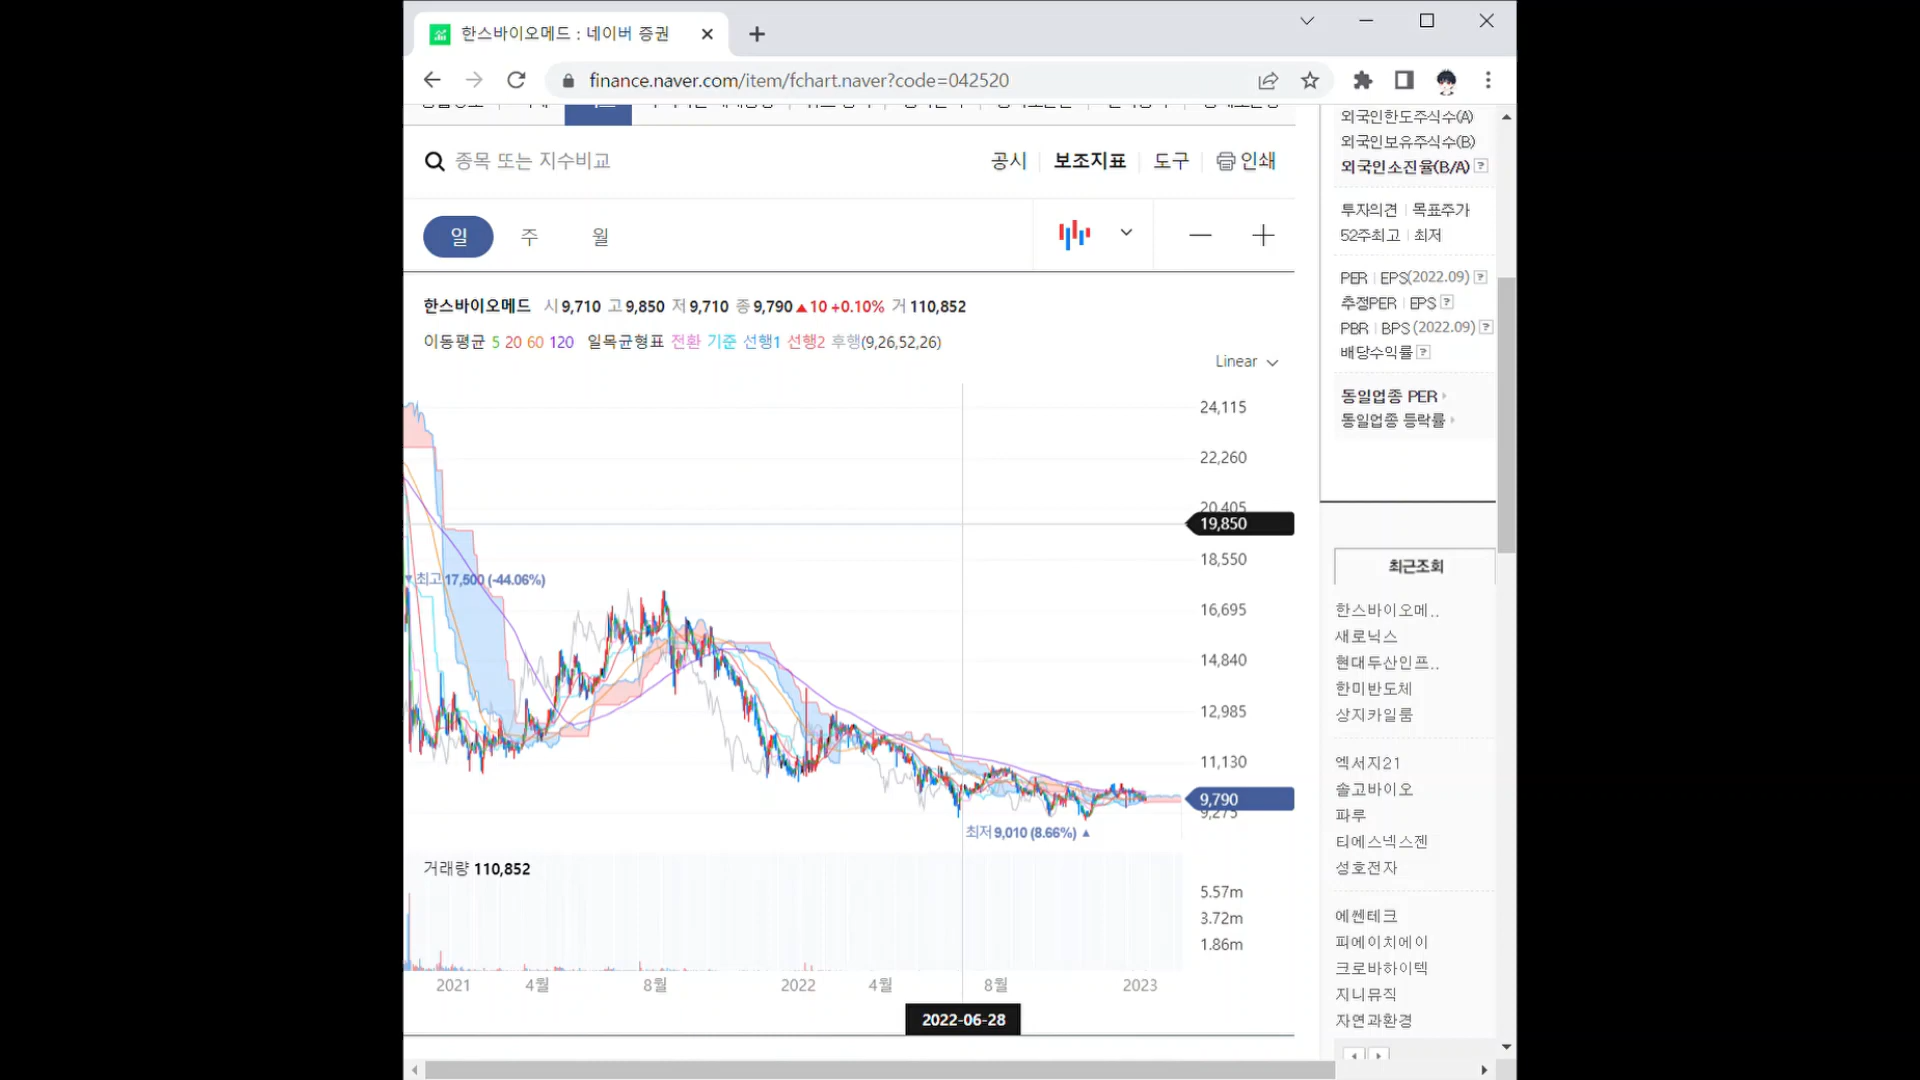 한스바이오메드 : 네이버 증권
finance.naver.com/item/fchart.naver?code=042520
종목 또는 지수비교
공시 보조지표 도구 인쇄
일 주 월
한스바이오메드 시 9,710 고 9,850 저 9,710 종 9,790 ▲10 +0.10% 거 110,852
이동평균 5 20 60 120 일목균형표 전환 기준 선행1 선행2 후행(9,26,52,26)
Linear
24,115
22,260
20,405
19,850
18,550
▼최고 17,500 (-44.06%)
16,695
14,840
12,985
11,130
9,790
9,275
최저 9,010 (8.66%) ▲
거래량 110,852
5.57m
3.72m
1.86m
2021 4월 8월 2022 4월 8월 2023
2022-06-28
외국인한도주식수(A)
외국인보유주식수(B)
외국인소진율(B/A) ?
투자의견 | 목표주가
52주최고 | 최저
PER | EPS(2022.09) ?
추정PER | EPS ?
PBR | BPS (2022.09) ?
배당수익률 ?
동일업종 PER
동일업종 등락률
최근조회
한스바이오메..
새로닉스
현대두산인프..
한미반도체
상지카일룸
엑서지21
솔고바이오
파루
티에스넥스젠
성호전자
에쎈테크
피에이치에이
크로바하이텍
지니뮤직
자연과환경